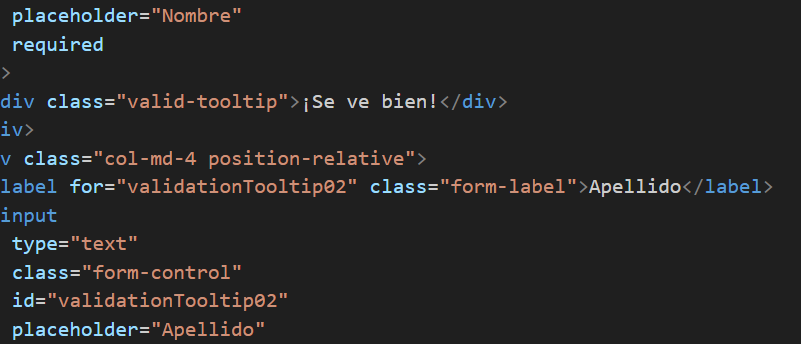 placeholder="Nombre"
required
>
div class="valid-tooltip">¡Se ve bien!</div>
iv>
v class="col-md-4 position-relative">
label for="validationTooltip02" class="form-label">Apellido</label>
input
type="text"
class="form-control"
id="validationTooltip02"
placeholder="Apellido"